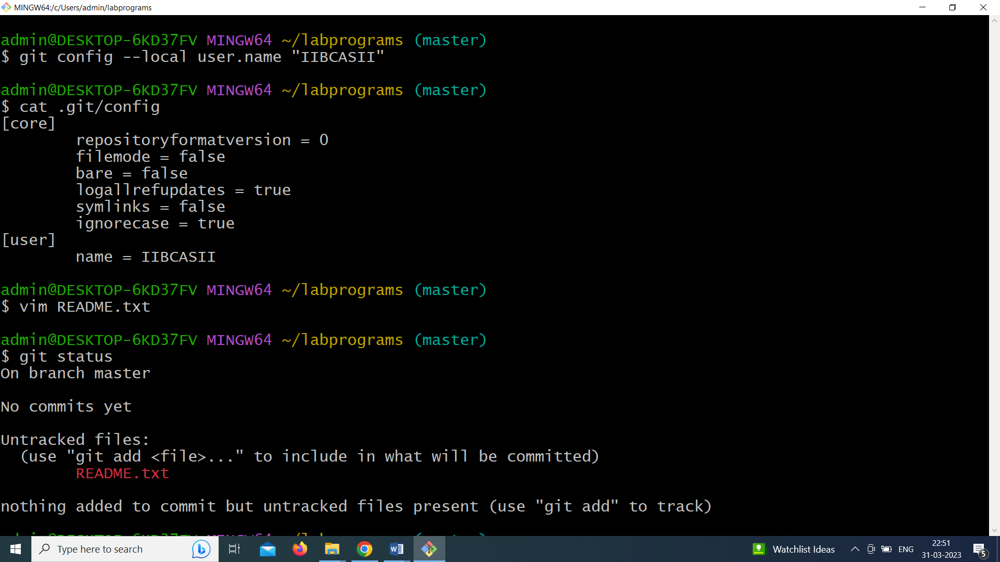 MINGW64:/c/Users/admin/labprograms
admin@DESKTOP-6KD37FV MINGW64 ~/labprograms (master)
$ git config --local user.name "IIBCASII"
admin@DESKTOP-6KD37FV MINGW64 ~/labprograms (master)
$ cat .git/config
[core]
repositoryformatversion = 0
filemode = false
bare = false
logallrefupdates = true
symlinks = false
ignorecase = true
[user]
name = IIBCASII
admin@DESKTOP-6KD37FV MINGW64 ~/labprograms (master)
$ vim README.txt
admin@DESKTOP-6KD37FV MINGW64 ~/labprograms (master)
$ git status
On branch master
No commits yet
Untracked files:
(use "git add <file>..." to include in what will be committed)
README.txt
nothing added to commit but untracked files present (use "git add" to track)
Type here to search
Watchlist Ideas
ENG
22:51
31-03-2023
5